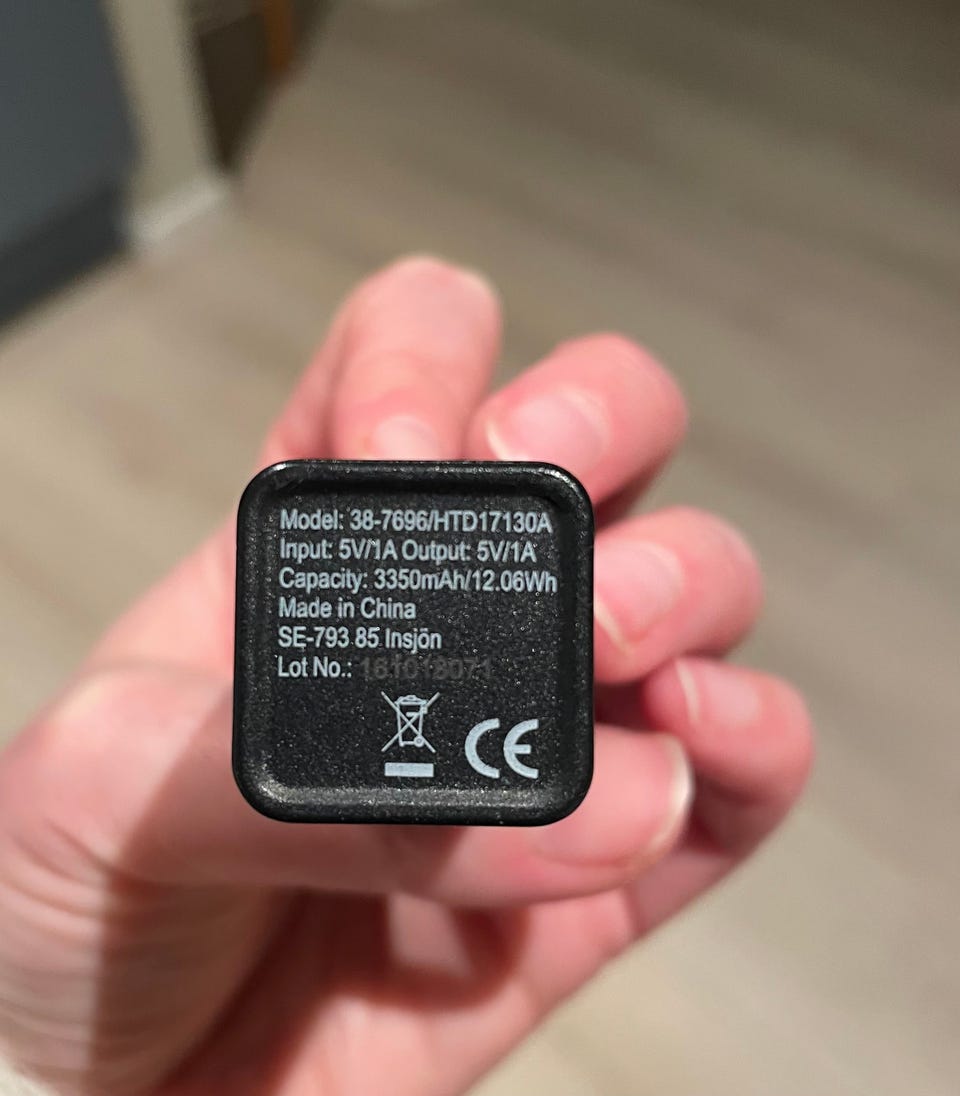 Model: 38-7696/HTD17130A
Input: 5V/1A Output: 5V/1A
Capacity: 3350mAh/12.06Wh
Made in China
SE-793 85 Insjön
Lot No.: 161018071
CE